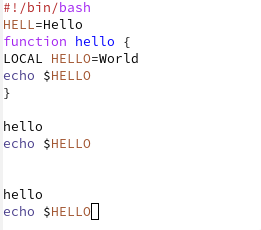 #!/bin/bash
HELL=Hello
function hello {
LOCAL HELLO=World
echo $HELLO
}
hello
echo $HELLO
hello
echo $HELLO